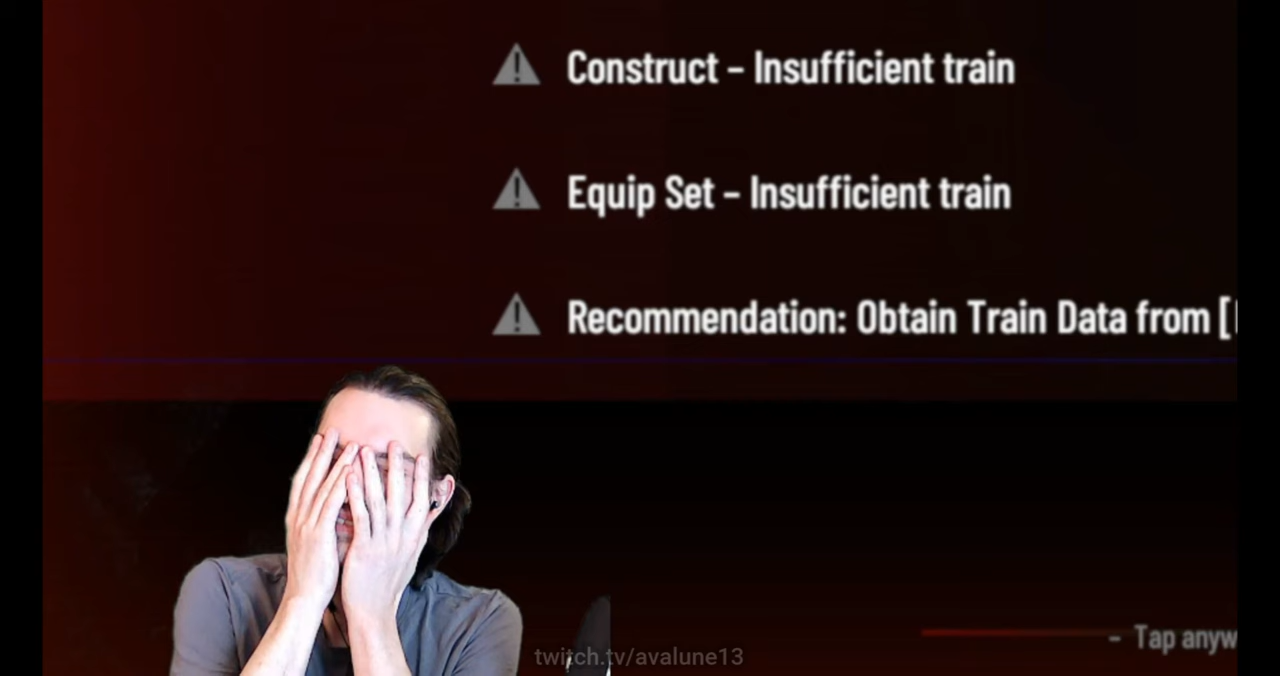 Construct – Insufficient train
Equip Set – Insufficient train
Recommendation: Obtain Train Data from [
– Tap anyw
twitch.tv/avalune13